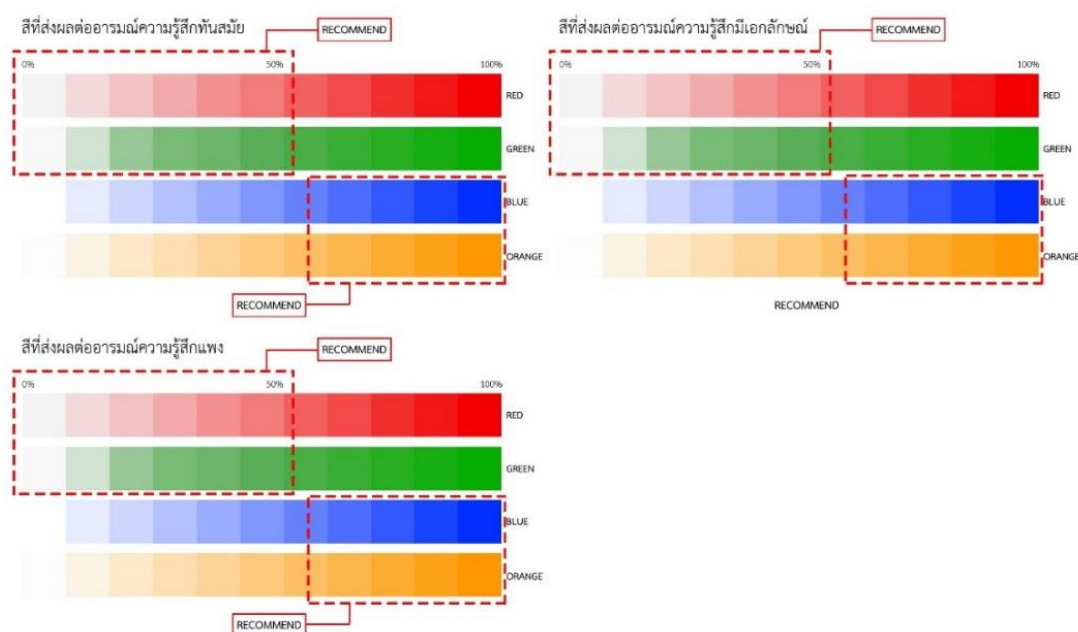 สีที่ส่งผลต่ออารมณ์ความรู้สึกทันสมัย
RECOMMEND
0% 50% 100%
RED
GREEN
BLUE
ORANGE
RECOMMEND
สีที่ส่งผลต่ออารมณ์ความรู้สึกมีเอกลักษณ์
RECOMMEND
0% 50% 100%
RED
GREEN
BLUE
ORANGE
RECOMMEND
สีที่ส่งผลต่ออารมณ์ความรู้สึกแพง
RECOMMEND
0% 50% 100%
RED
GREEN
BLUE
ORANGE
RECOMMEND